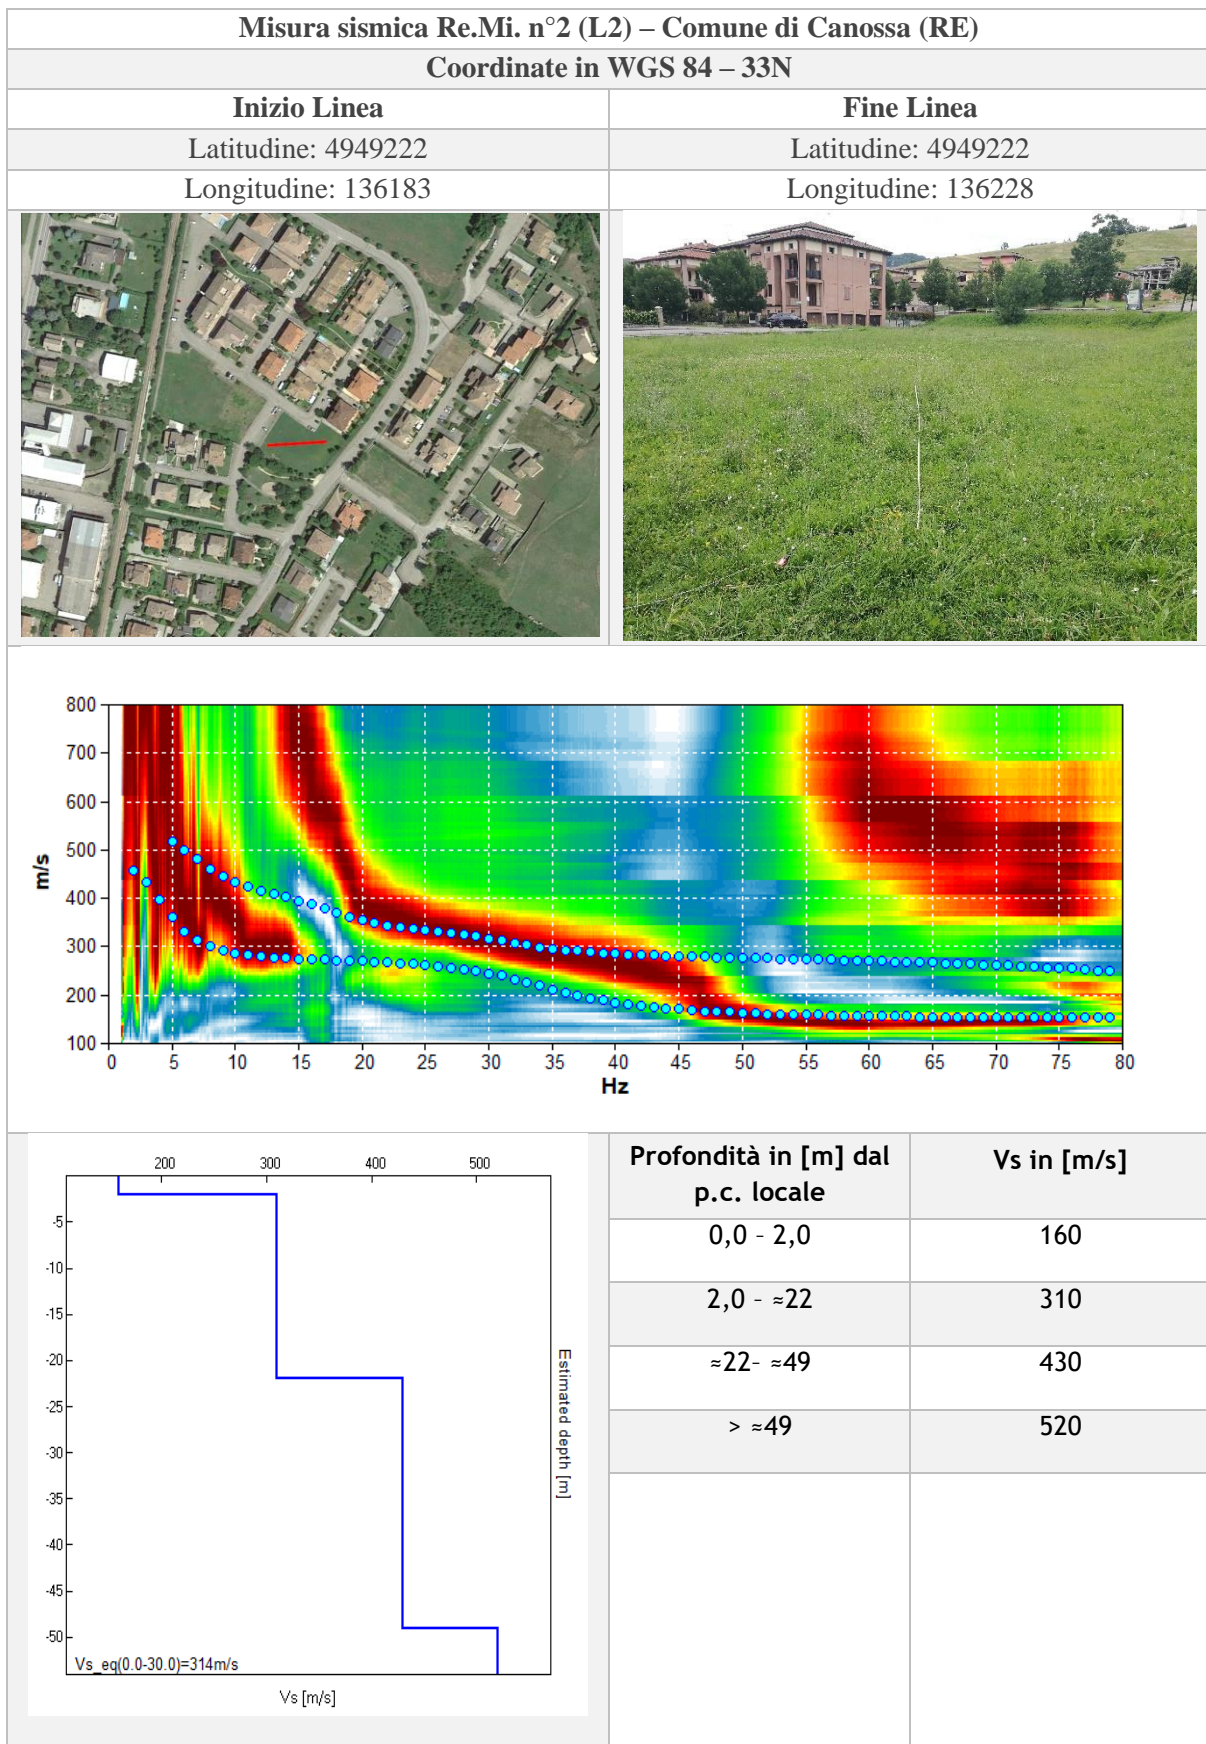 Misura sismica Re.Mi. n°2 (L2) – Comune di Canossa (RE)
Coordinate in WGS 84 – 33N
Inizio Linea
Fine Linea
Latitudine: 4949222
Latitudine: 4949222
Longitudine: 136183
Longitudine: 136228
800
700
600
500
400
300
200
100
m/s
0 5 10 15 20 25 30 35 40 45 50 55 60 65 70 75 80
Hz
200 300 400 500
-5
-10
-15
-20
-25
-30
-35
-40
-45
-50
Estimated depth [m]
Vs_eq(0.0-30.0)=314m/s
Vs [m/s]
Profondità in [m] dal
p.c. locale
Vs in [m/s]
0,0 – 2,0
160
2,0 – ≈22
310
≈22– ≈49
430
> ≈49
520